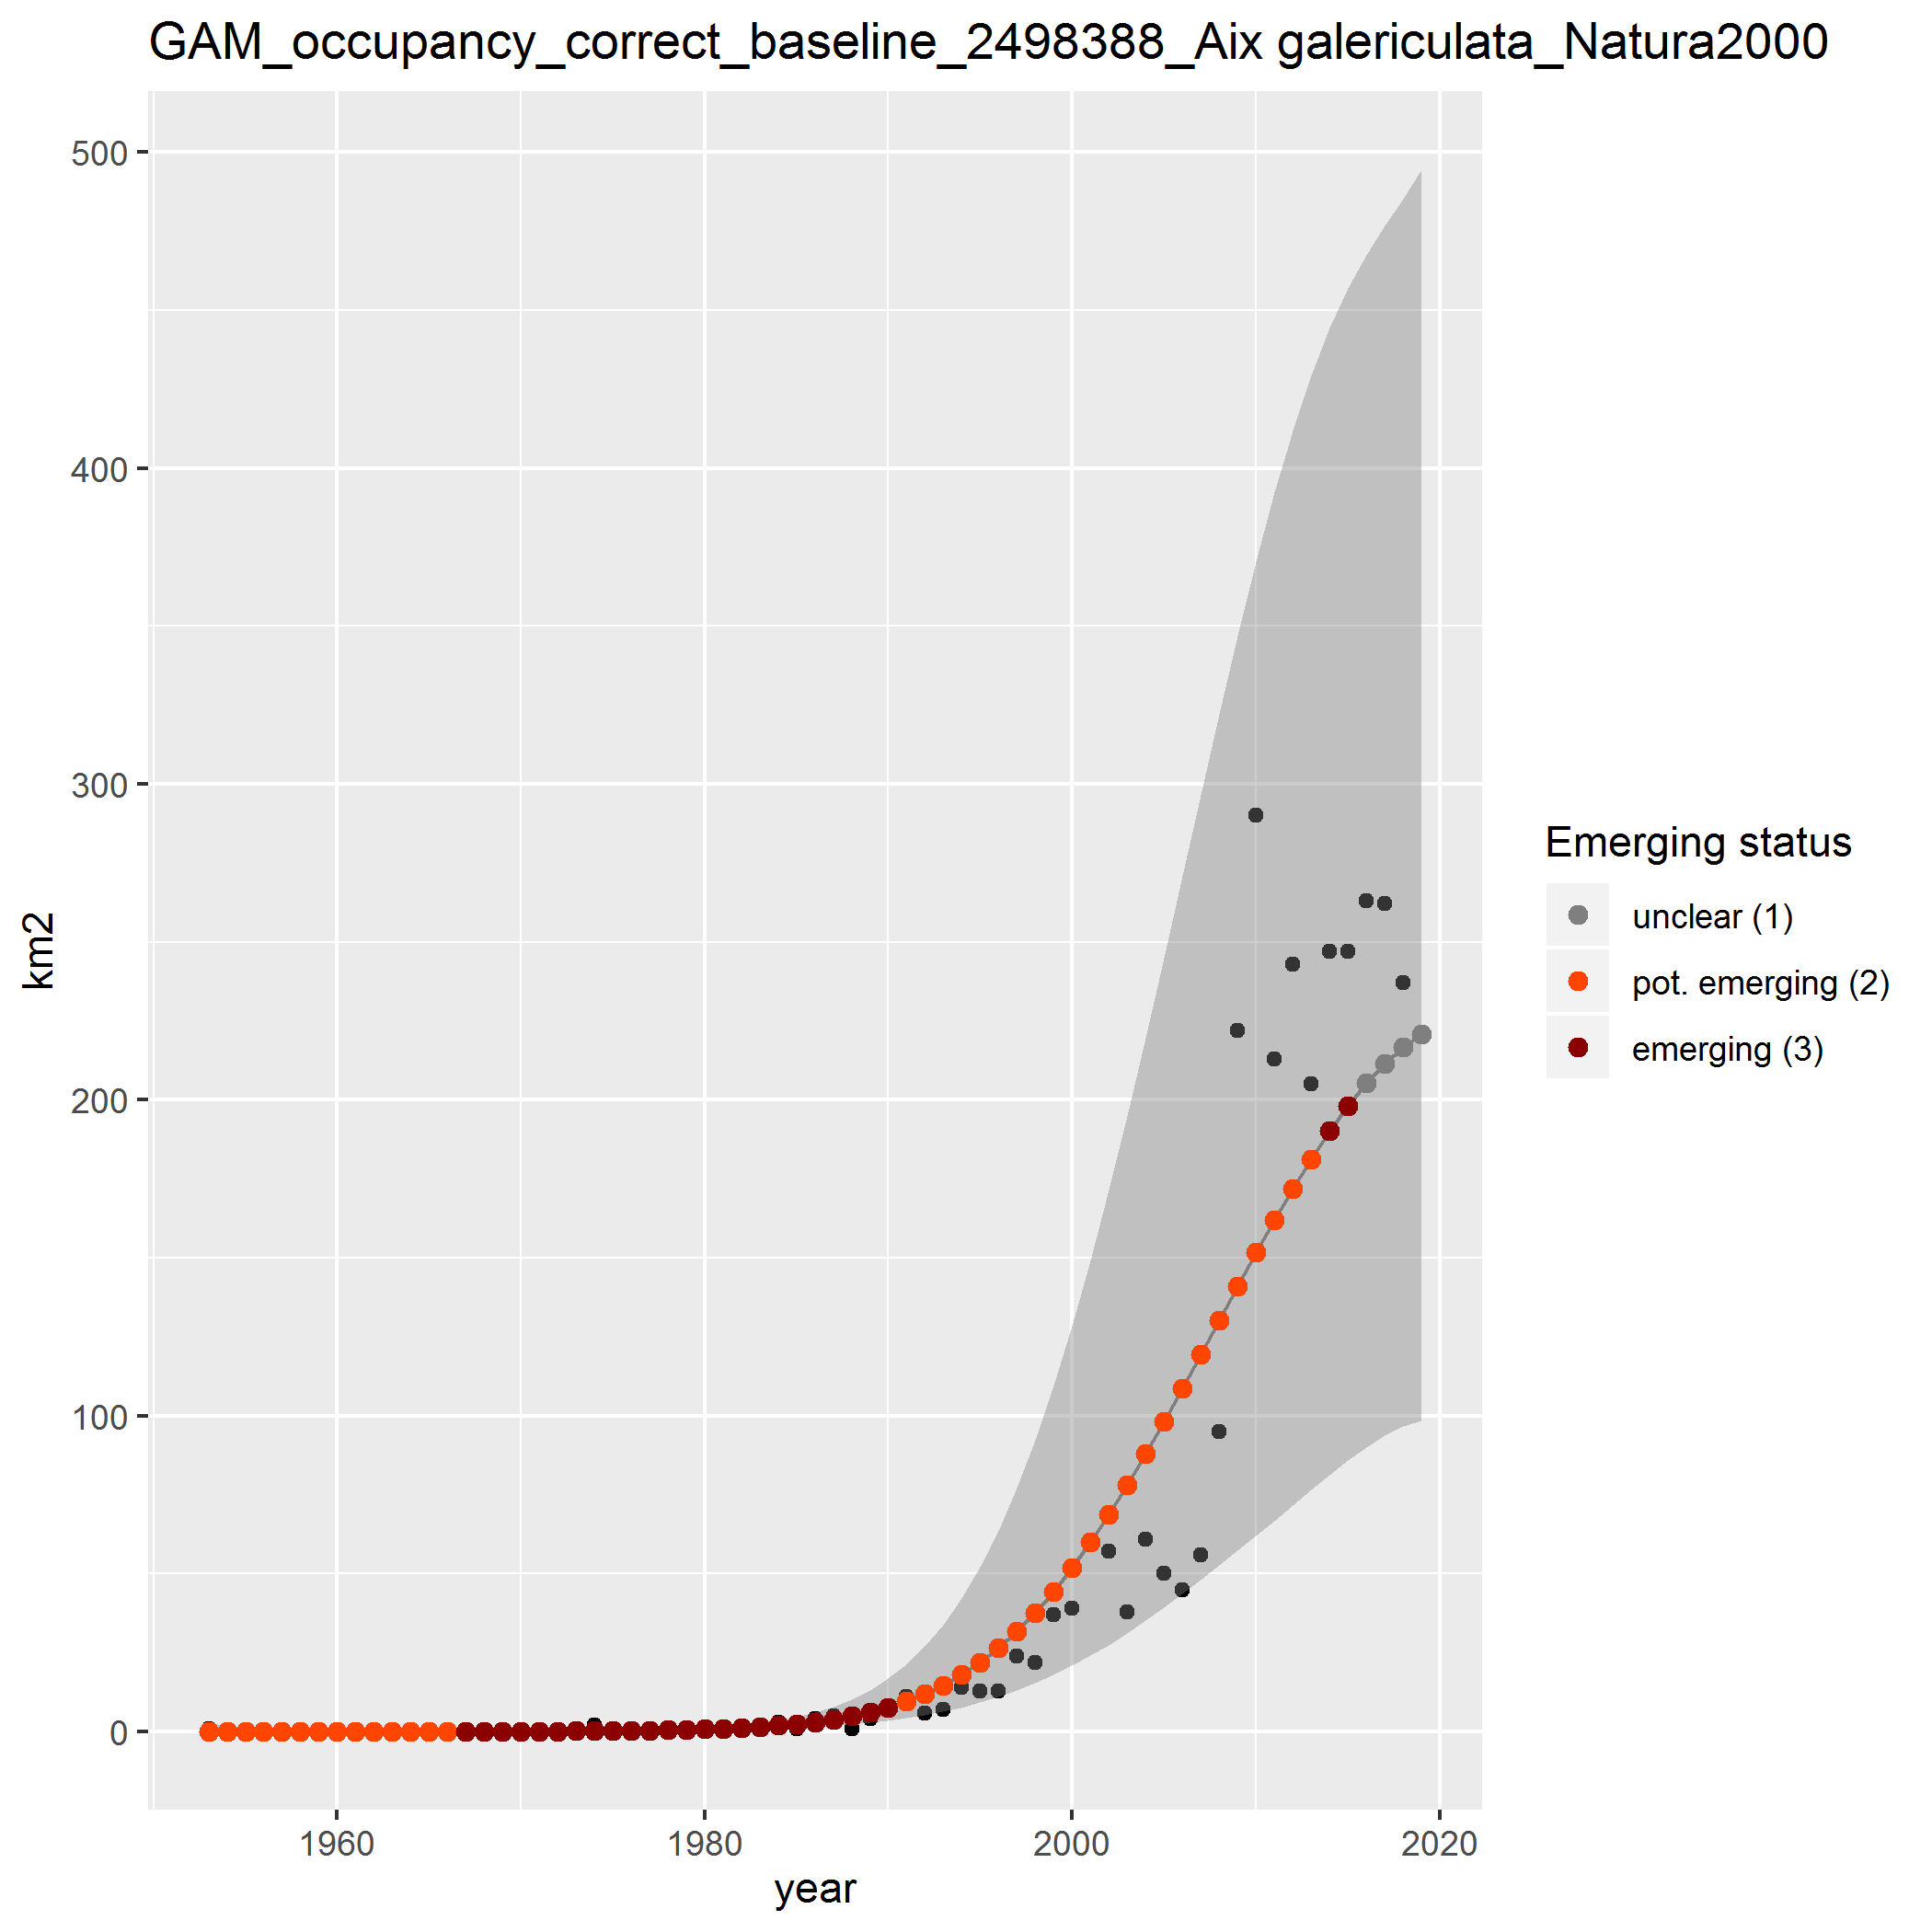 GAM_occupancy_correct_baseline_2498388_Aix galericulata_Natura2000
500
400
300
200
100
0
km2
1960
1980
2000
2020
year
Emerging status
unclear (1)
pot. emerging (2)
emerging (3)